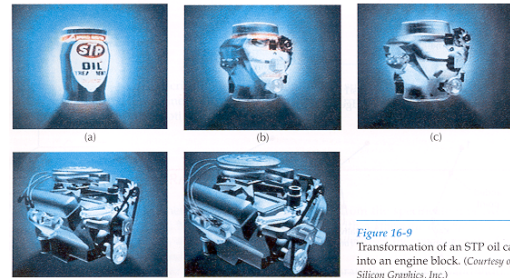 STP
OIL
(a)
(b)
(c)
Figure 16-9
Transformation of an STP oil ca
into an engine block. (Courtesy o
Silicon Graphics, Inc.)